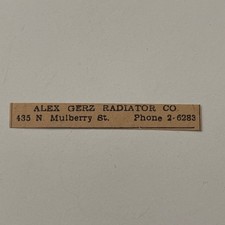 ALEX GERZ RADIATOR CO
435 N Mulberry St. Phone 2-6283